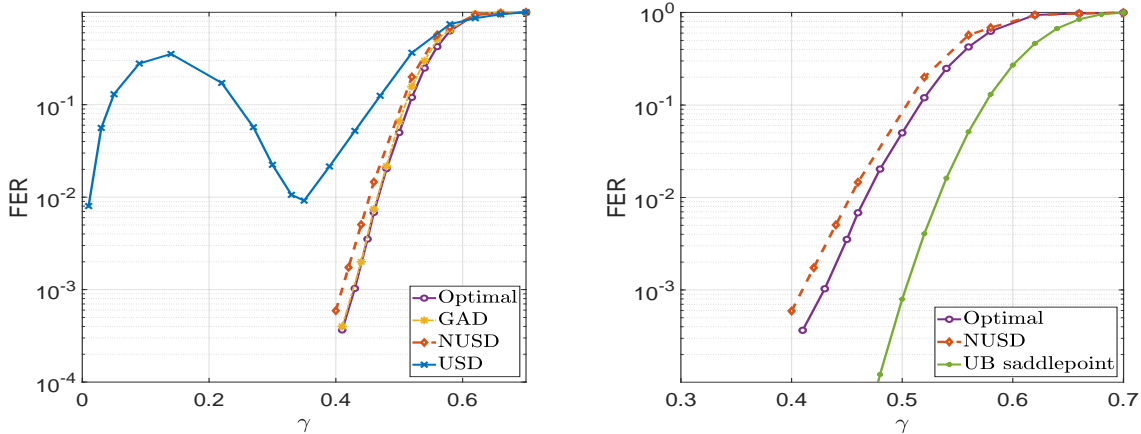 10^-1
10^-2
10^-3
10^-4
FER
0
0.2
0.4
0.6
γ
Optimal
GAD
NUSD
USD
10^0
10^-1
10^-2
10^-3
FER
0.3
0.4
0.5
0.6
0.7
γ
Optimal
NUSD
UB saddlepoint